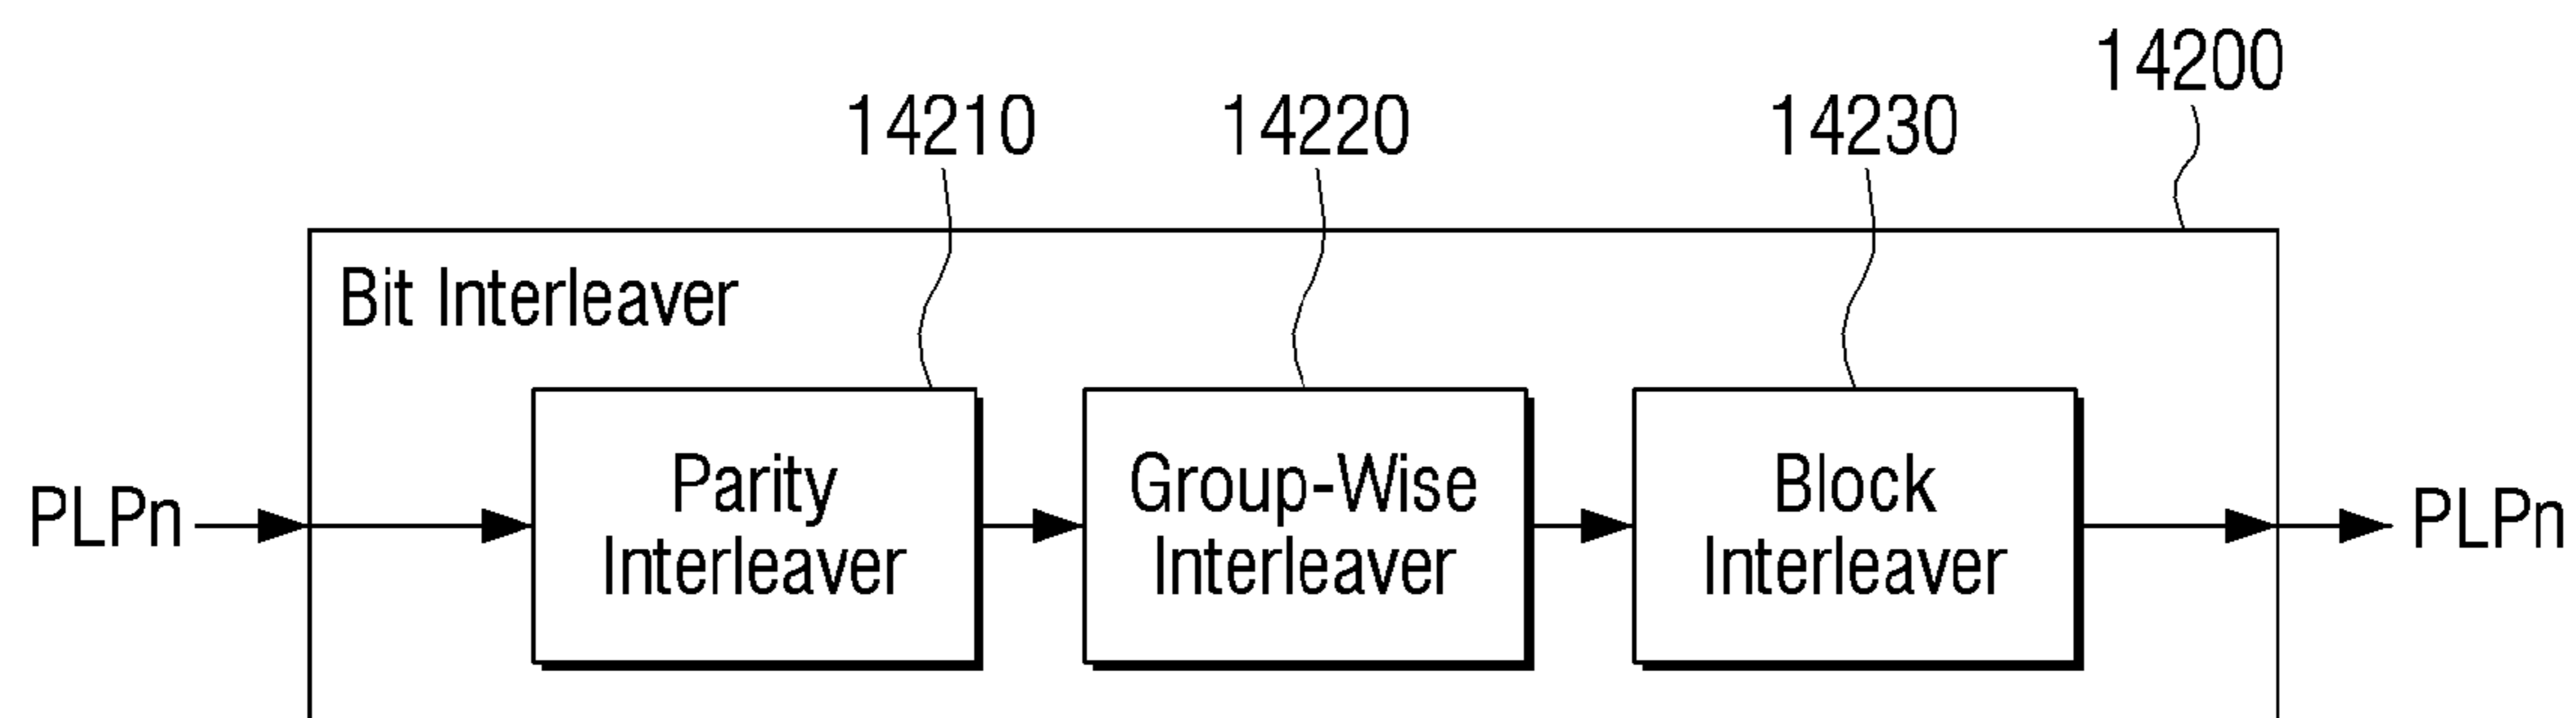 14200
14210 14220 14230
Bit Interleaver
PLPn Parity Interleaver Group-Wise Interleaver Block Interleaver PLPn